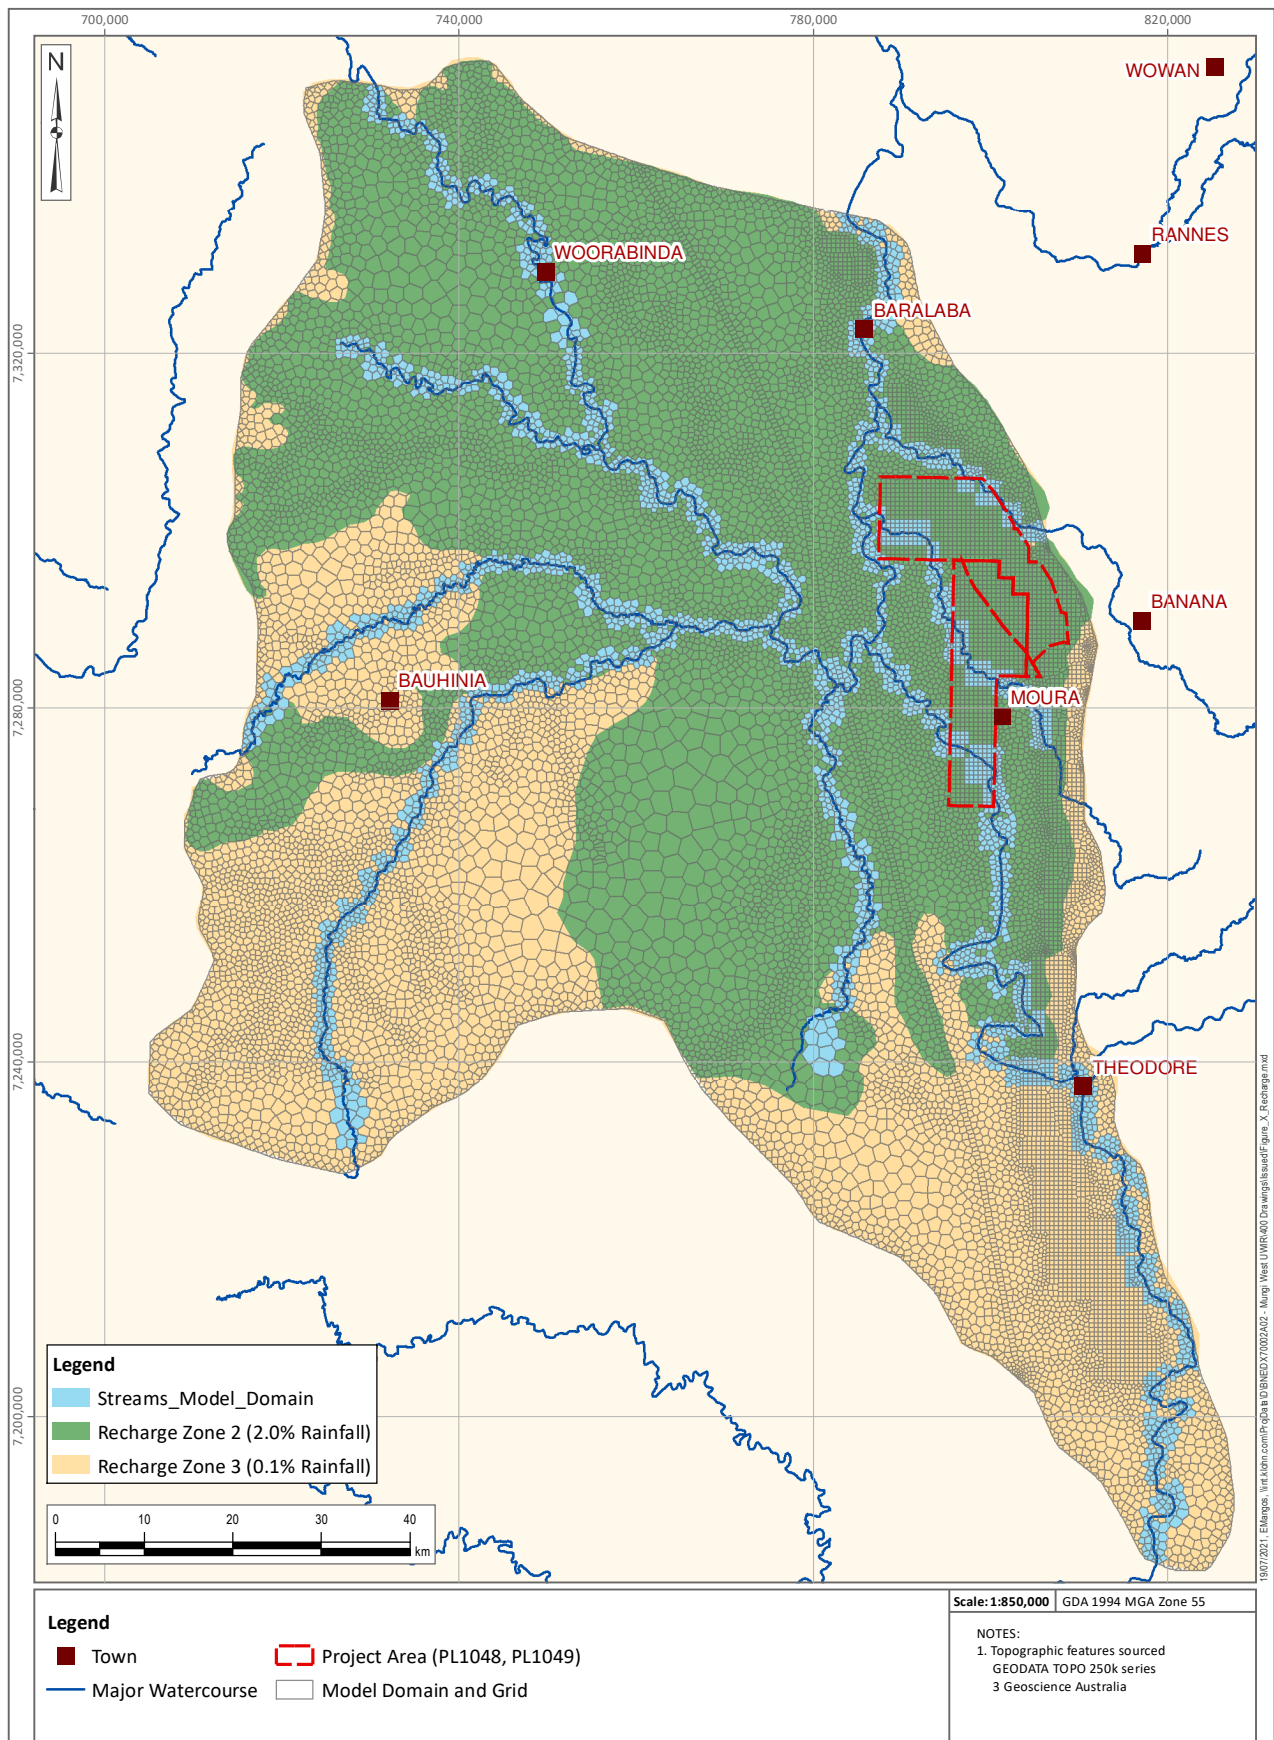 700,000
740,000
780,000
820,000
N
WOWAN
RANNES
WOORABINDA
BARALABA
7,320,000
BANANA
BAUHINIA
MOURA
7,280,000
7,240,000
THEODORE
7,200,000
Legend
Streams_Model_Domain
Recharge Zone 2 (2.0% Rainfall)
Recharge Zone 3 (0.1% Rainfall)
0 10 20 30 40
km
Legend
Town
Project Area (PL1048, PL1049)
Major Watercourse
Model Domain and Grid
Scale: 1:850,000
GDA 1994 MGA Zone 55
NOTES:
1. Topographic features sourced
GEODATA TOPO 250k series
3 Geoscience Australia
19/07/2021, EMangos,